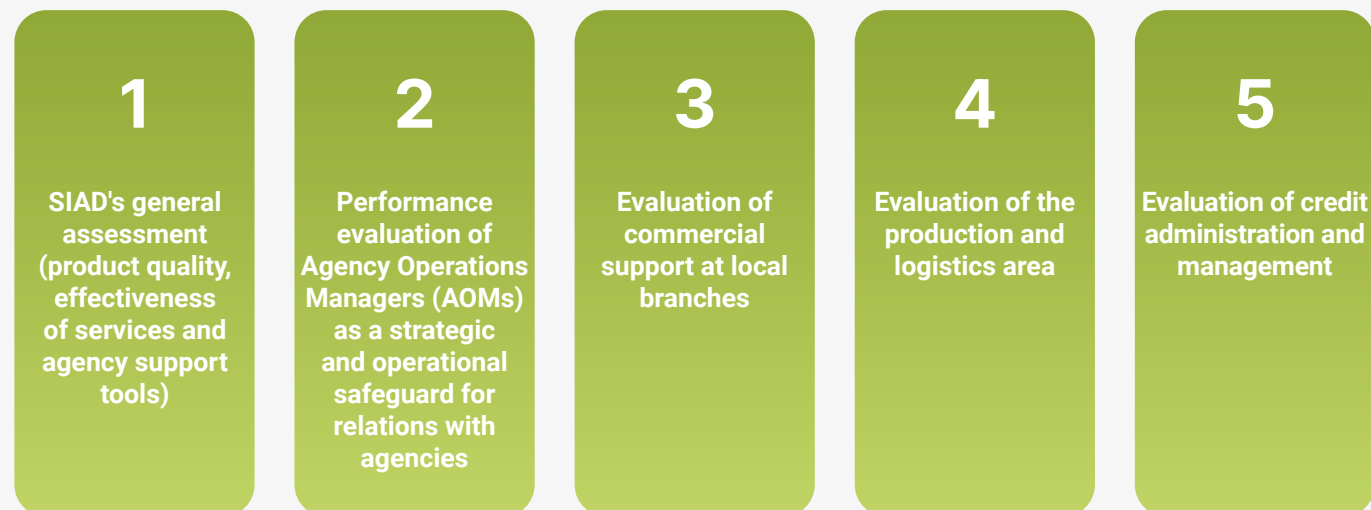 1
SIAD's general
assessment
(product quality,
effectiveness
of services and
agency support
tools)
2
Performance
evaluation of
Agency Operations
Managers (AOMs)
as a strategic
and operational
safeguard for
relations with
agencies
3
Evaluation of
commercial
support at local
branches
4
Evaluation of the
production and
logistics area
5
Evaluation of credit
administration and
management